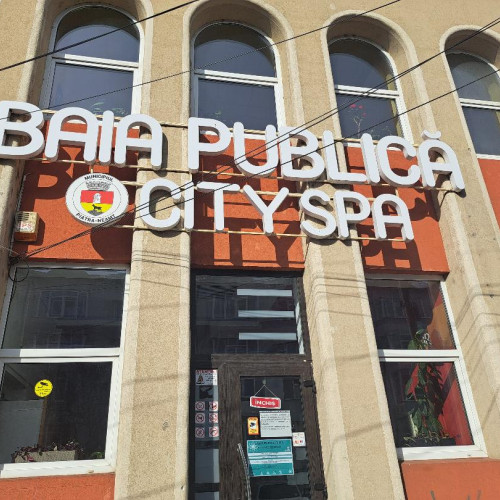 BAIA PUBLICĂ
CITY SPA
MUNICIPIUL
PIATRA-NEAMȚ
ÎNCHIS